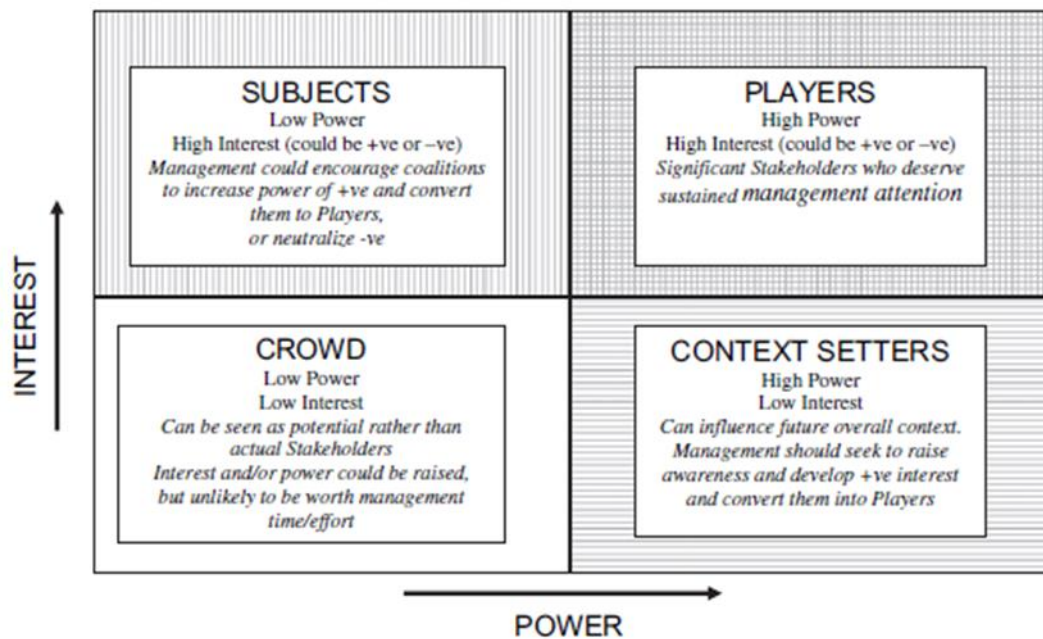 SUBJECTS
Low Power
High Interest (could be +ve or –ve)
Management could encourage coalitions
to increase power of +ve and convert
them to Players,
or neutralize -ve
PLAYERS
High Power
High Interest (could be +ve or –ve)
Significant Stakeholders who deserve
sustained management attention
INTEREST
CROWD
Low Power
Low Interest
Can be seen as potential rather than
actual Stakeholders
Interest and/or power could be raised,
but unlikely to be worth management
time/effort
CONTEXT SETTERS
High Power
Low Interest
Can influence future overall context.
Management should seek to raise
awareness and develop +ve interest
and convert them into Players
POWER